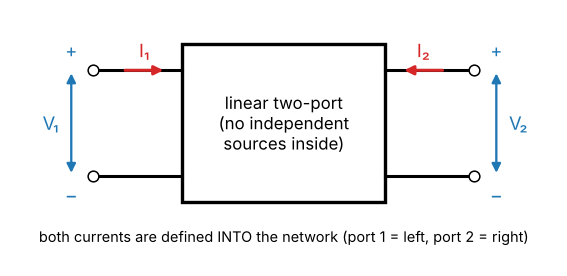 + I₁ I₂ +
linear two-port
V₁ (no independent V₂
sources inside)
− −
both currents are defined INTO the network (port 1 = left, port 2 = right)